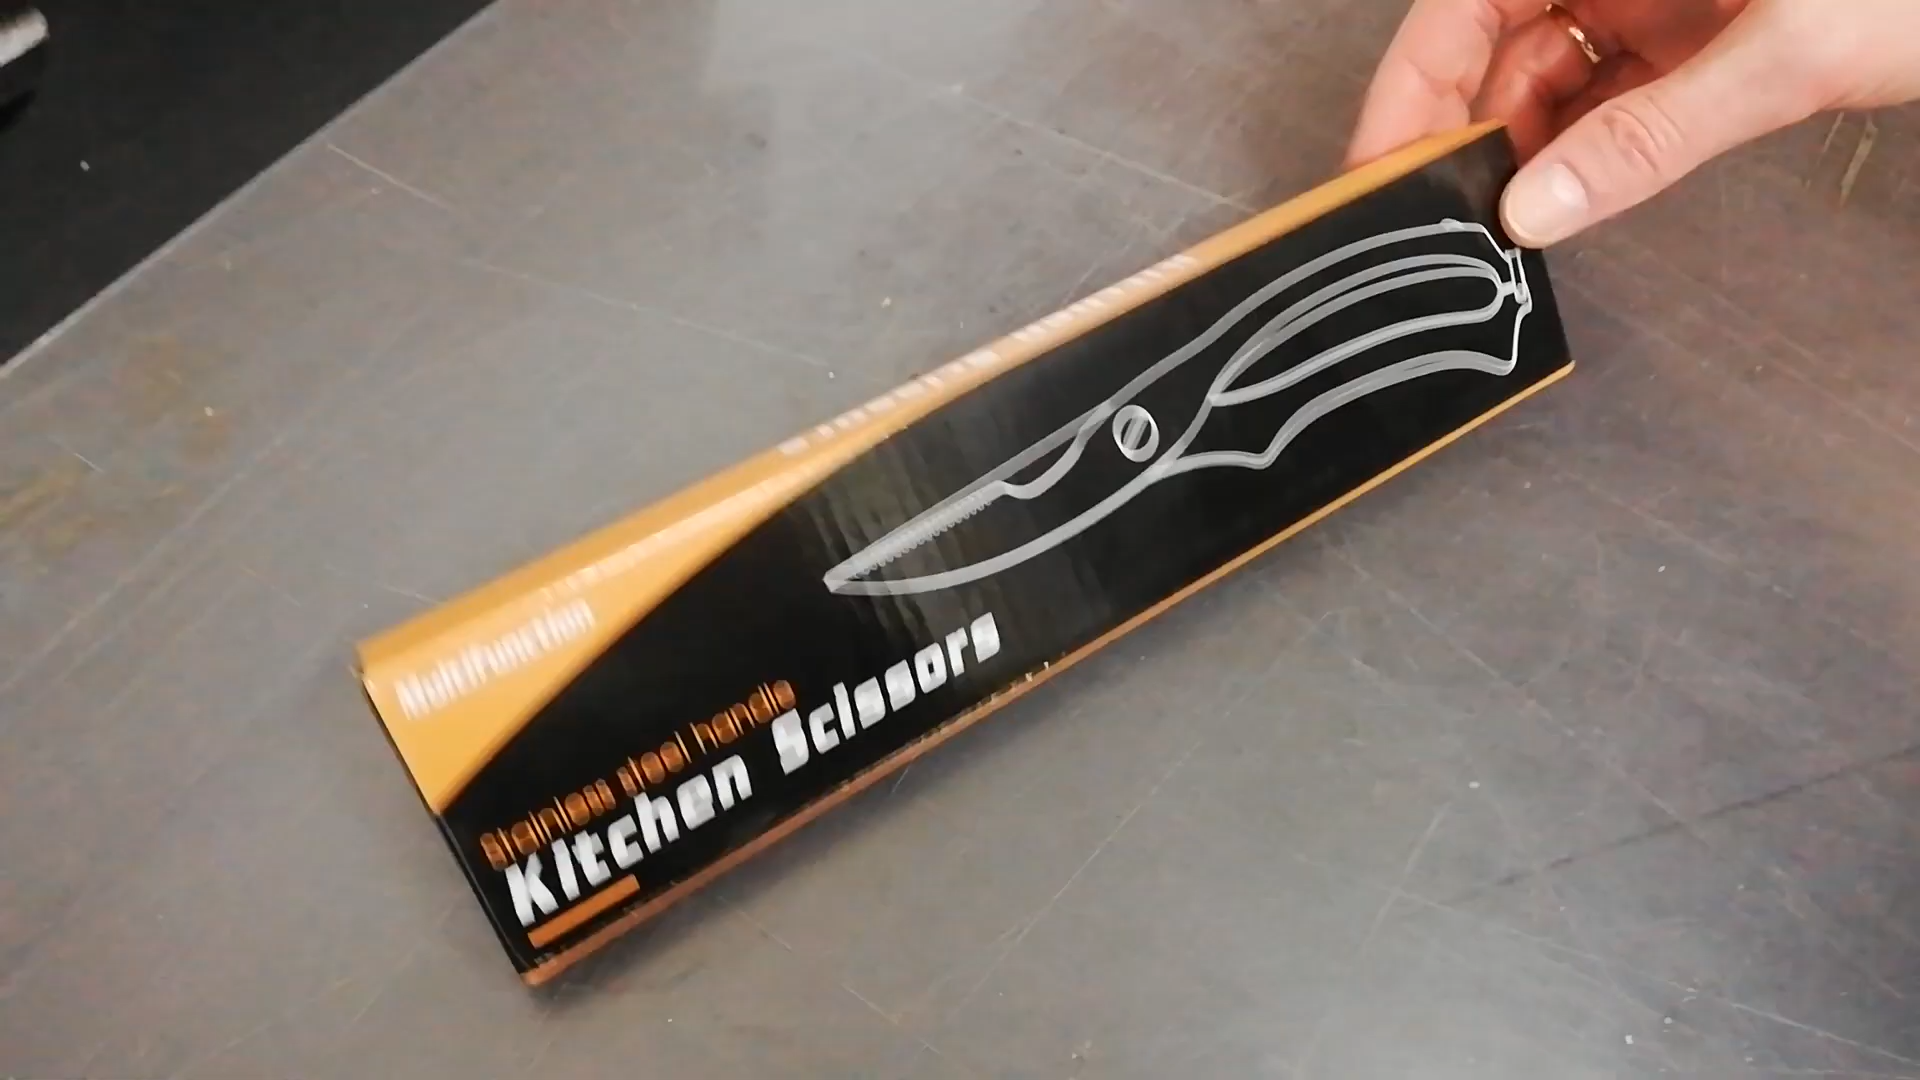 Multifunction
Stainless steel handle
Kitchen Scissors